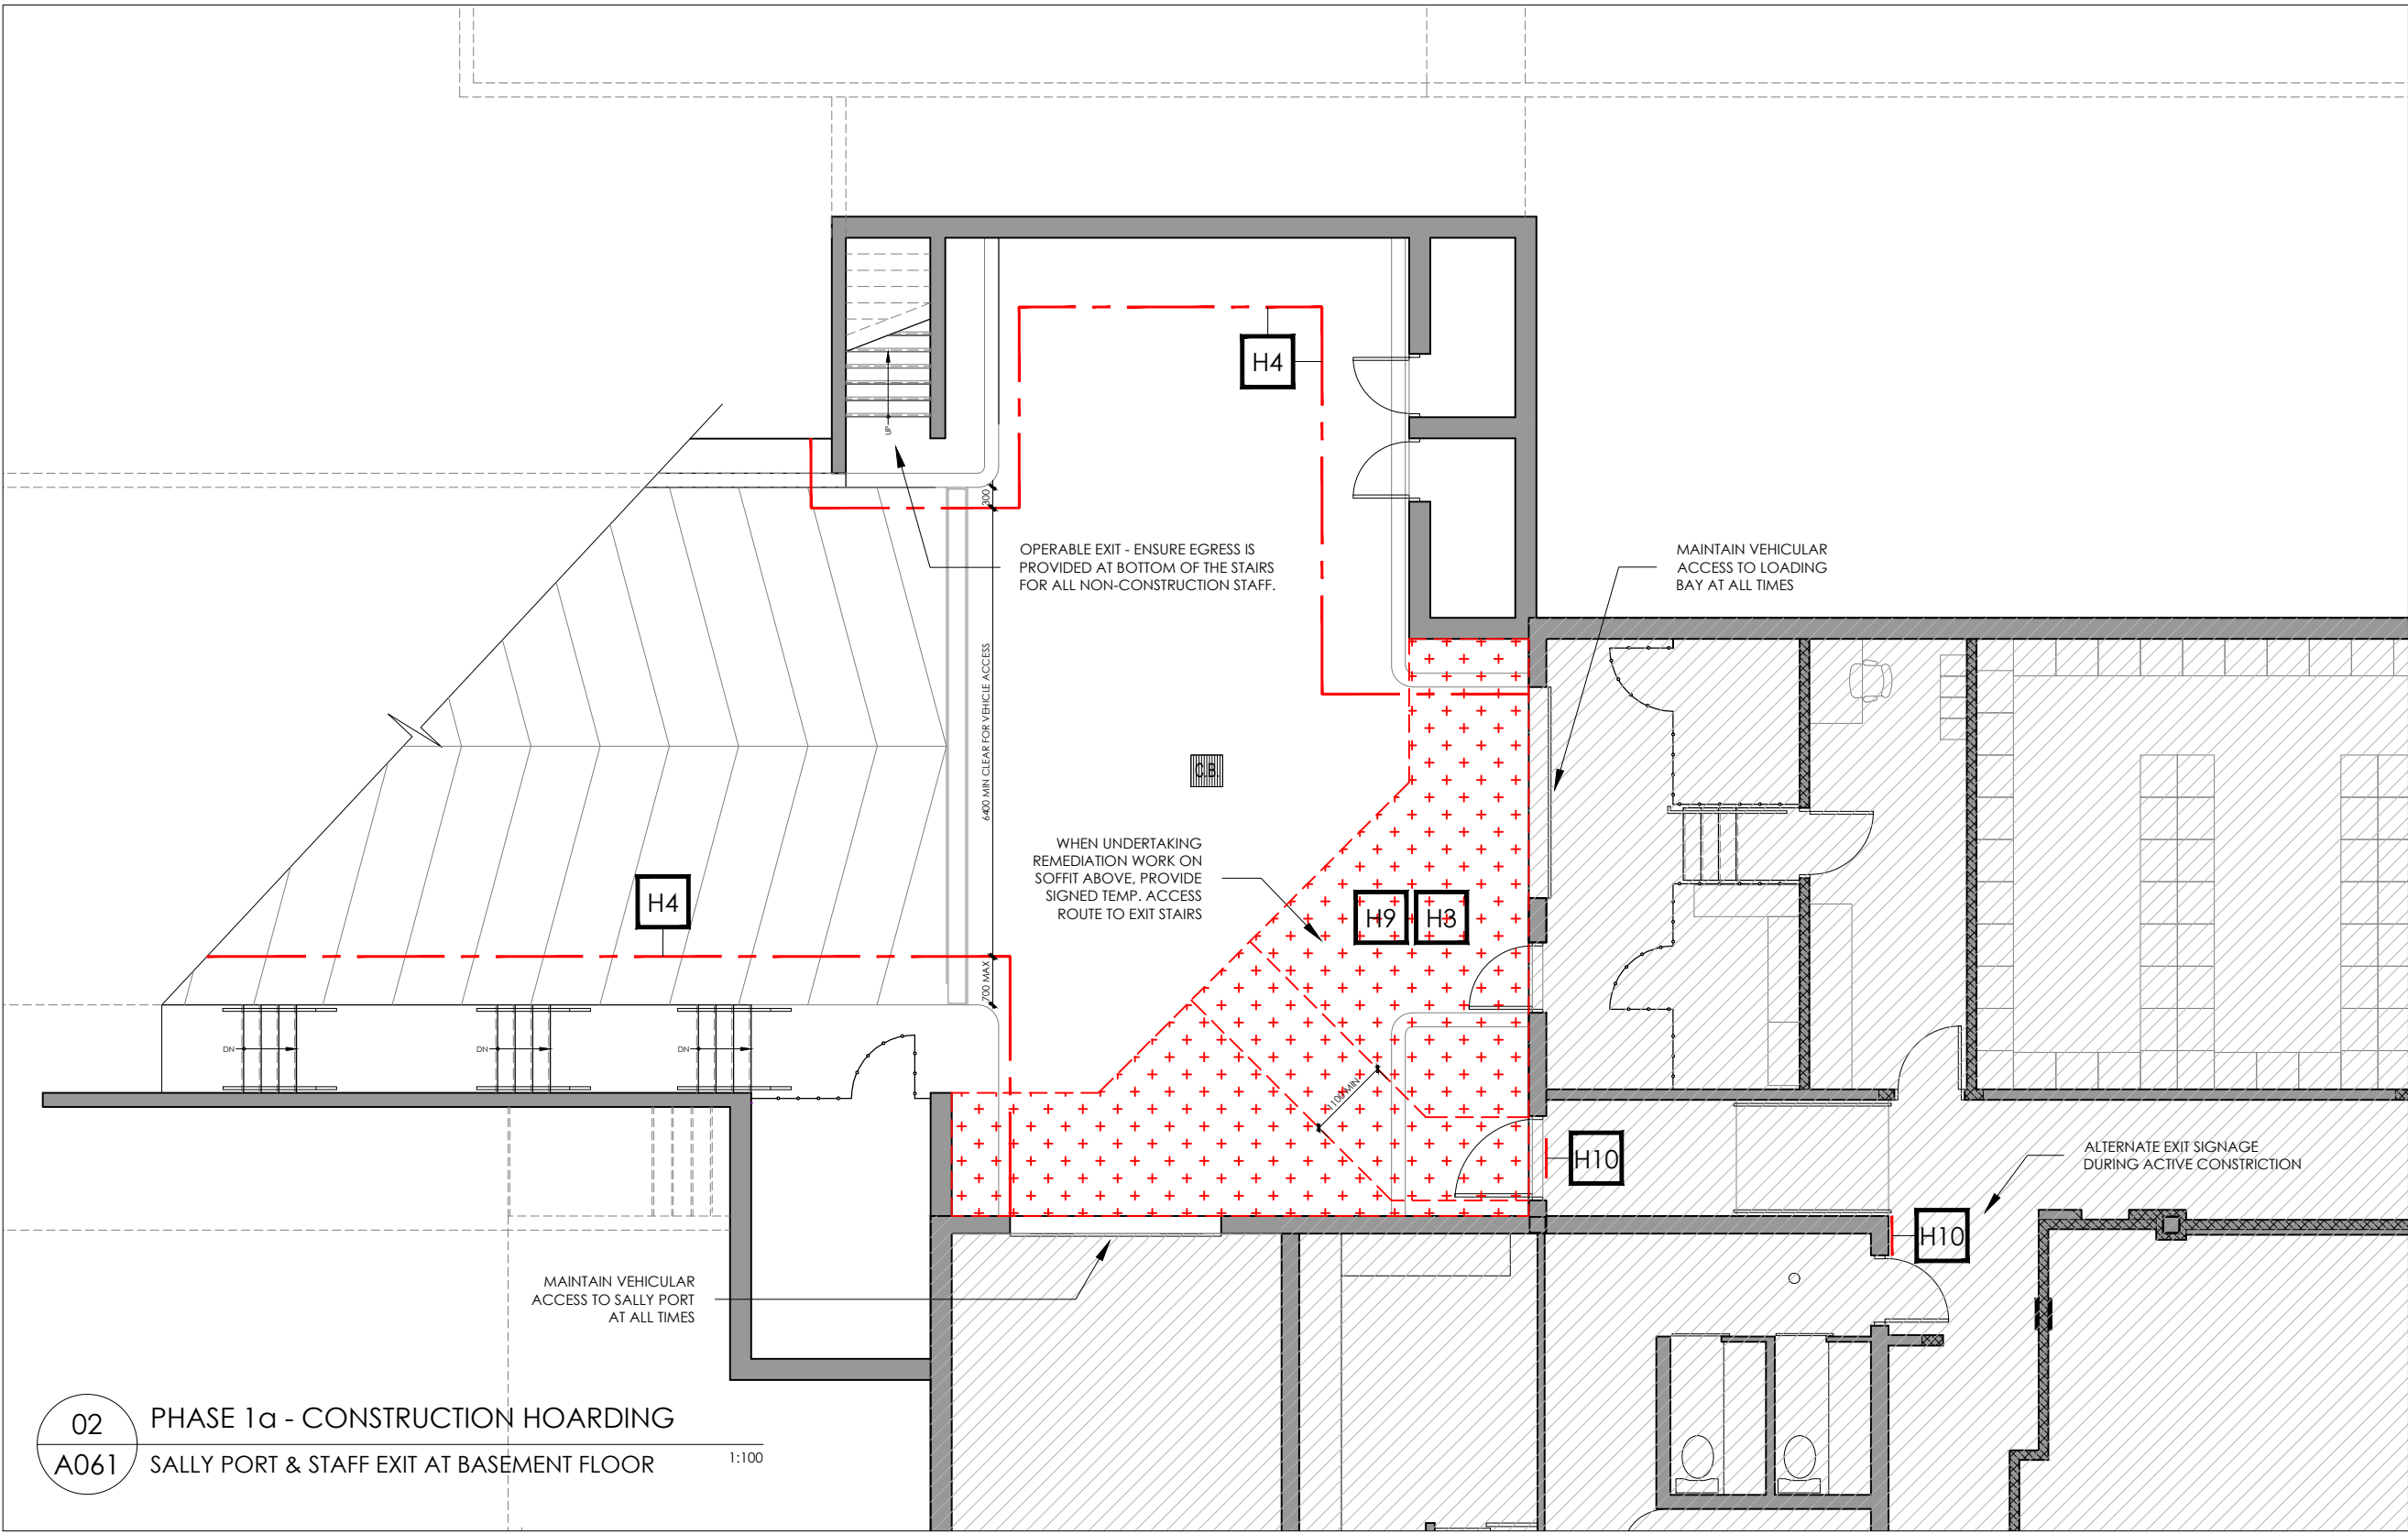 H4
UP
300
OPERABLE EXIT - ENSURE EGRESS IS
PROVIDED AT BOTTOM OF THE STAIRS
FOR ALL NON-CONSTRUCTION STAFF.
MAINTAIN VEHICULAR
ACCESS TO LOADING
BAY AT ALL TIMES
6400 MIN CLEAR FOR VEHICLE ACCESS
C.B.
WHEN UNDERTAKING
REMEDIATION WORK ON
SOFFIT ABOVE, PROVIDE
SIGNED TEMP. ACCESS
ROUTE TO EXIT STAIRS
H4
H9
H3
700 MAX
DN
DN
DN
1100 MIN
H10
ALTERNATE EXIT SIGNAGE
DURING ACTIVE CONSTRICTION
H10
MAINTAIN VEHICULAR
ACCESS TO SALLY PORT
AT ALL TIMES
02
PHASE 1a - CONSTRUCTION HOARDING
A061
SALLY PORT & STAFF EXIT AT BASEMENT FLOOR
1:100